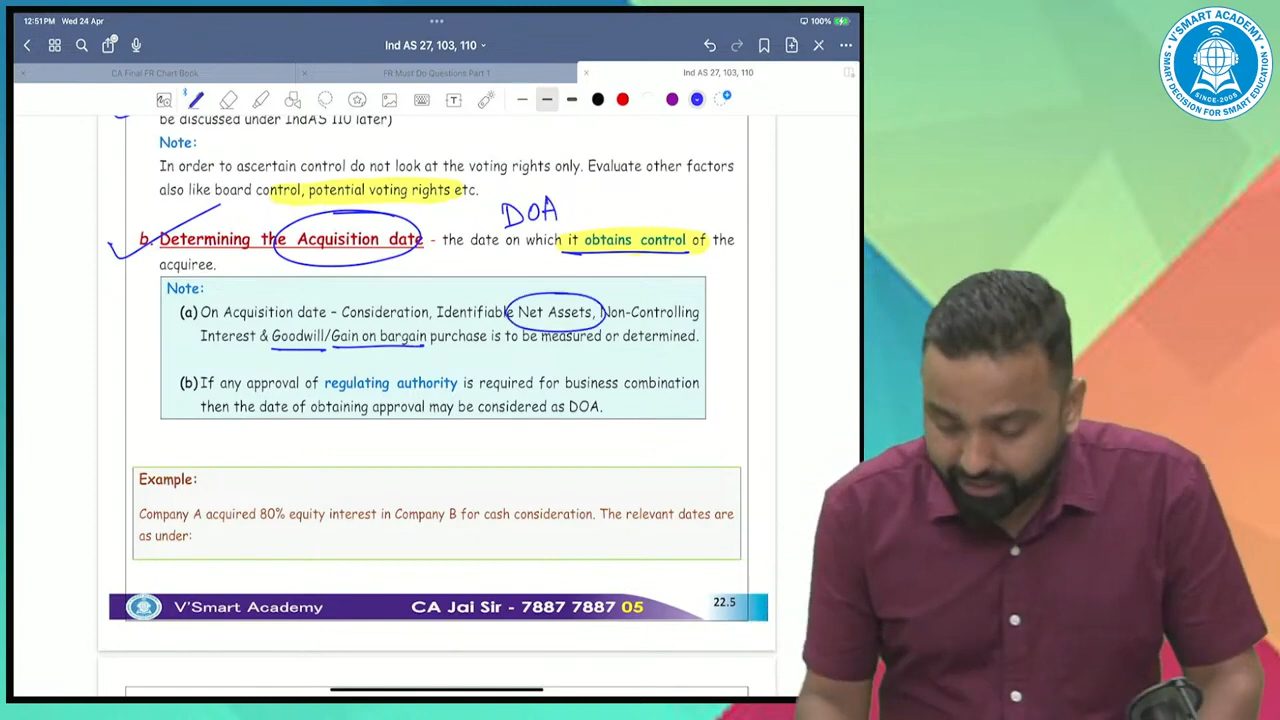 12:51 PM Wed 24 Apr
100%
Ind AS 27, 103, 110
CA Final FR Chart Book
FR Must Do Questions Part 1
Ind AS 27, 103, 110
be discussed under IndAS 110 later)
Note:
In order to ascertain control do not look at the voting rights only. Evaluate other factors
also like board control, potential voting rights etc.
DOA
b. Determining the Acquisition date - the date on which it obtains control of the
acquiree.
Note:
(a) On Acquisition date – Consideration, Identifiable Net Assets, Non-Controlling
Interest & Goodwill/Gain on bargain purchase is to be measured or determined.
(b) If any approval of regulating authority is required for business combination
then the date of obtaining approval may be considered as DOA.
Example:
Company A acquired 80% equity interest in Company B for cash consideration. The relevant dates are
as under:
V'Smart Academy
CA Jai Sir - 7887 7887 05
22.5
V'SMART ACADEMY
SMART DECISION FOR SMART EDUCATION
SINCE-2005